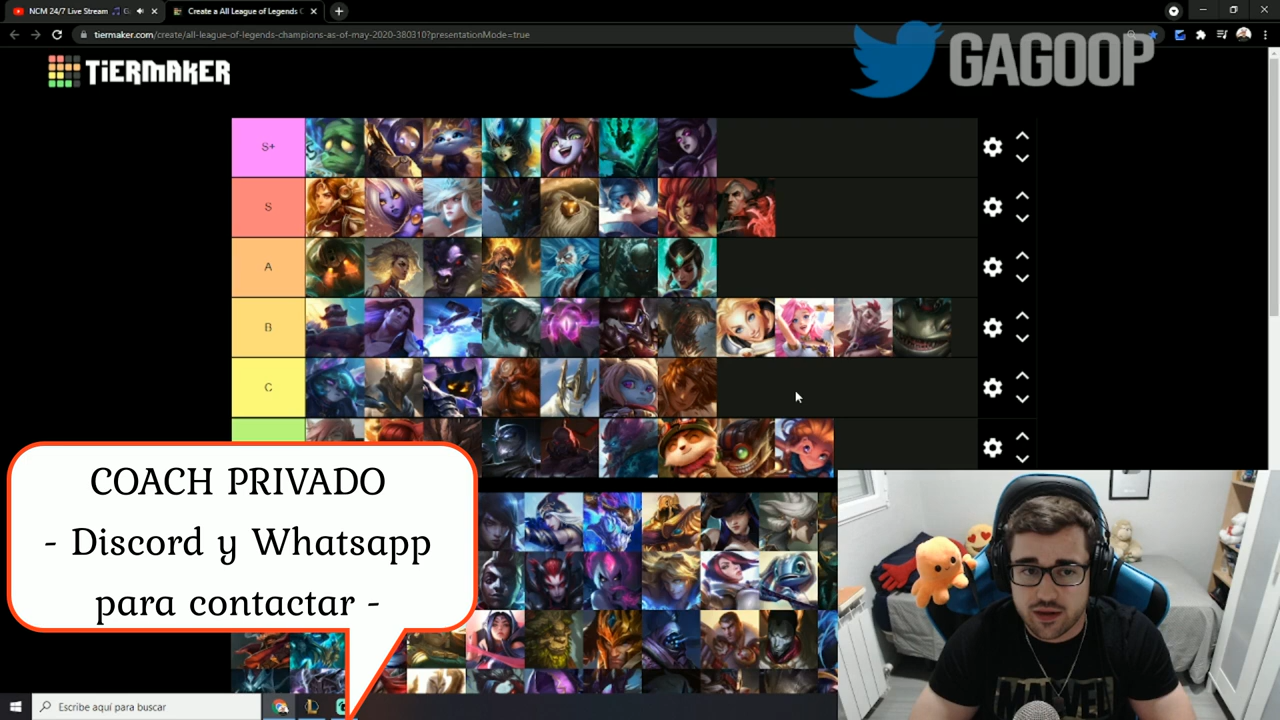 NCM 24/7 Live Stream
Create a All League of Legends C
tiermaker.com/create/all-league-of-legends-champions-as-of-may-2020-380310?presentationMode=true
TiERMAKER
GAGOOP
S+
S
A
B
C
COACH PRIVADO
- Discord y Whatsapp
para contactar -
Escribe aquí para buscar